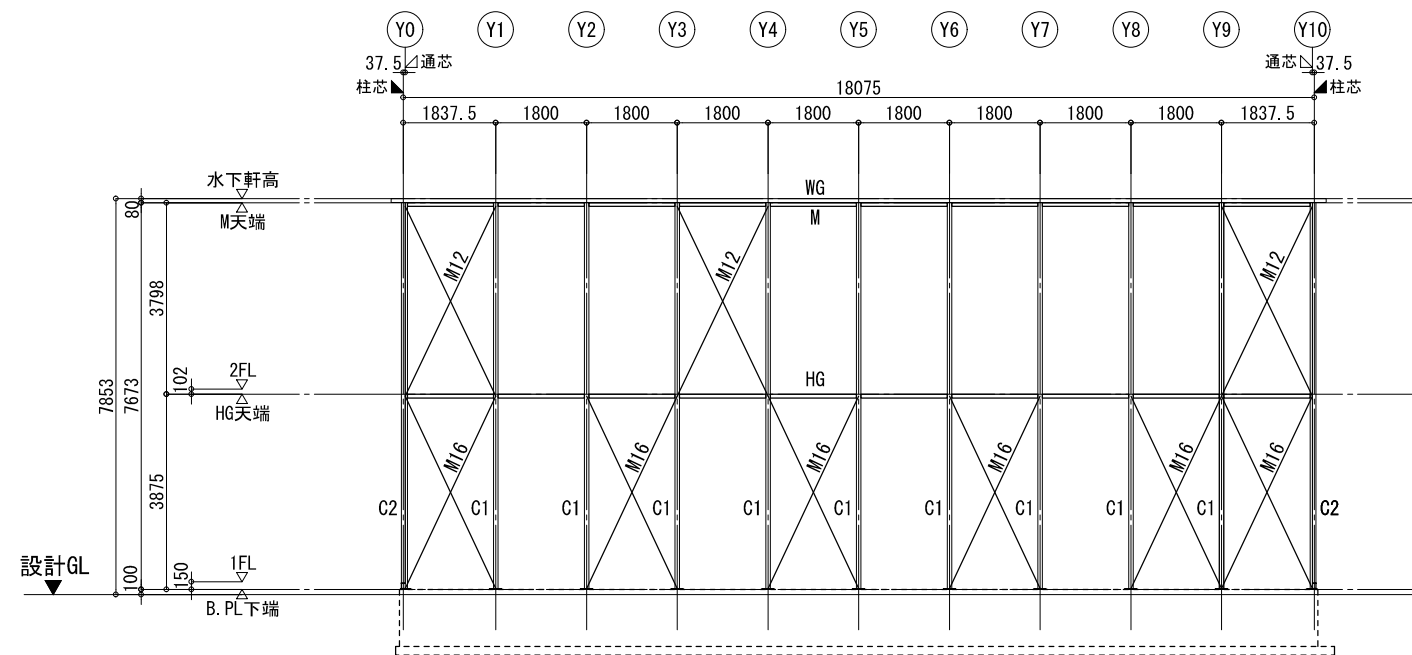 Y0 Y1 Y2 Y3 Y4 Y5 Y6 Y7 Y8 Y9 Y10
37.5 通芯 通芯 37.5
柱芯 18075 柱芯
1837.5 1800 1800 1800 1800 1800 1800 1800 1800 1837.5
水下軒高
WG
80
M天端
M
M12 M12 M12
3798
7853
7673
102
2FL
HG
HG天端
M16 M16 M16 M16 M16 M16
3875
C2 C1 C1 C1 C1 C1 C1 C1 C1 C1 C2
設計GL
100
150
1FL
B.PL下端